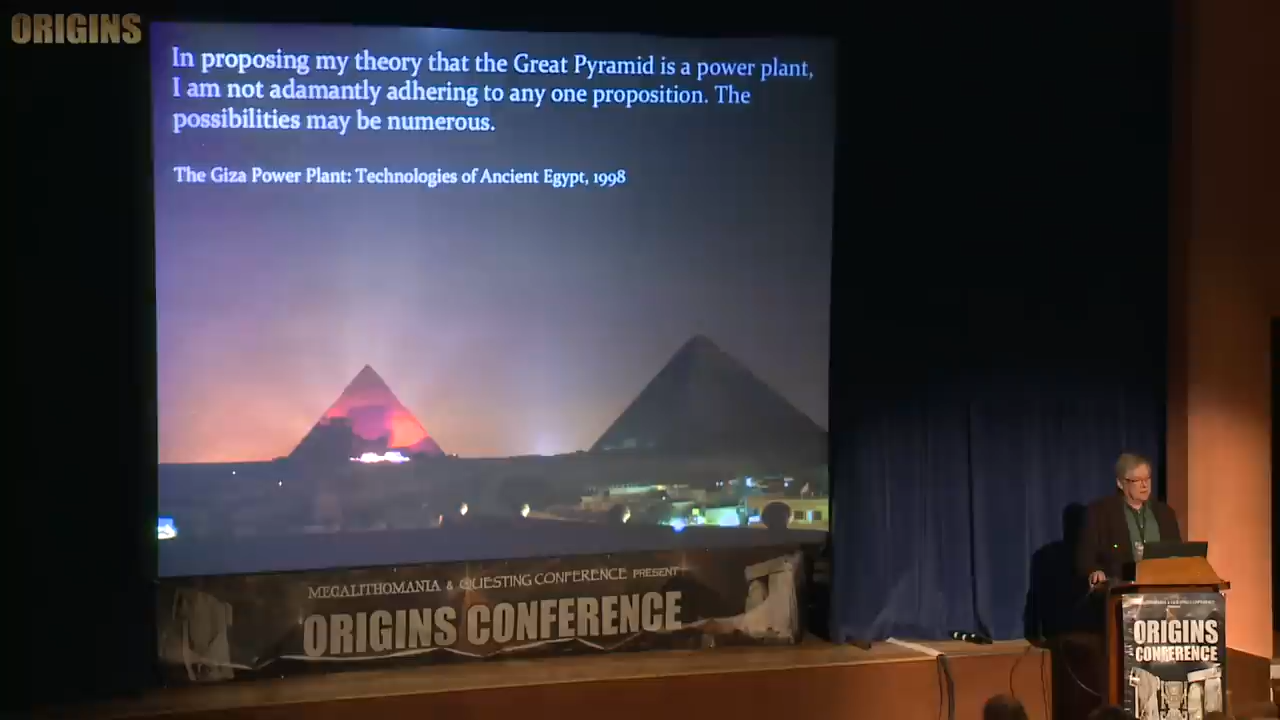 ORIGINS
In proposing my theory that the Great Pyramid is a power plant,
I am not adamantly adhering to any one proposition. The
possibilities may be numerous.
The Giza Power Plant: Technologies of Ancient Egypt, 1998
MEGALITHOMANIA & QUESTING CONFERENCE PRESENT
ORIGINS CONFERENCE
ORIGINS
CONFERENCE